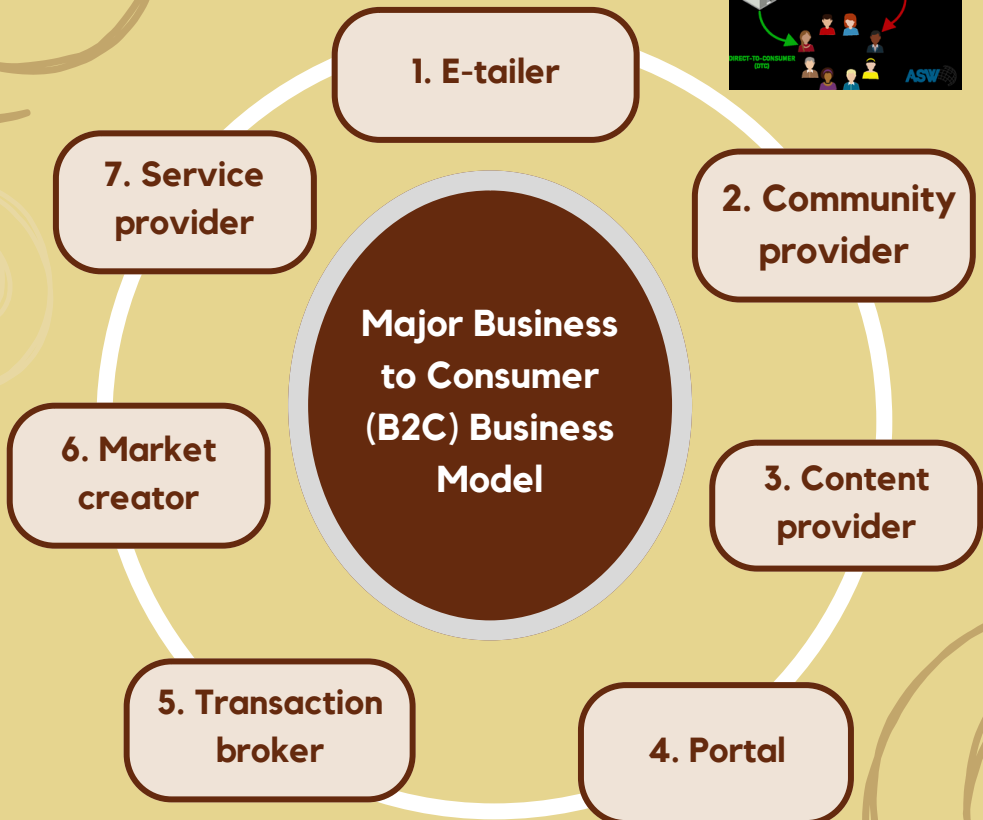 Major Business
to Consumer
(B2C) Business
Model
1. E-tailer
2. Community
provider
3. Content
provider
4. Portal
5. Transaction
broker
6. Market
creator
7. Service
provider
DIRECT-TO-CONSUMER
(DTC)
ASW